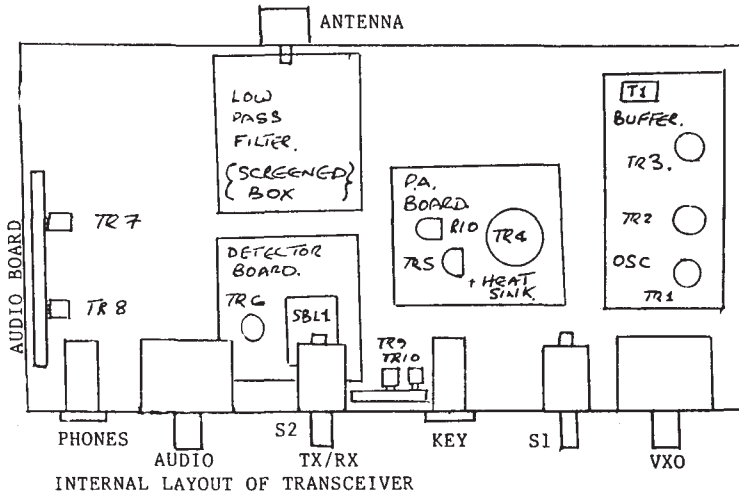 ANTENNA
LOW
PASS
FILTER.
{SCREENED}
{BOX}
T1
BUFFER.
TR3.
TR2
OSC
TR1
P.A.
BOARD.
R10
TR4
TR5
+ HEAT
SINK.
AUDIO BOARD
TR7
TR8
DETECTOR
BOARD.
TR6
SBL1
TR9
TR10
PHONES
AUDIO
S2
TX/RX
KEY
S1
VXO
INTERNAL LAYOUT OF TRANSCEIVER